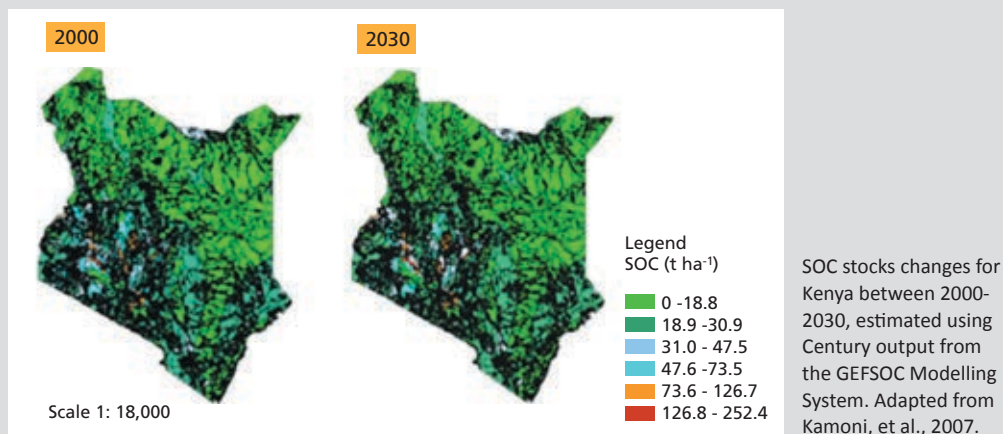 2000
2030
Legend
SOC (t ha⁻¹)
0 -18.8
18.9 -30.9
31.0 - 47.5
47.6 -73.5
73.6 - 126.7
126.8 - 252.4
Scale 1: 18,000
SOC stocks changes for
Kenya between 2000-
2030, estimated using
Century output from
the GEFSOC Modelling
System. Adapted from
Kamoni, et al., 2007.